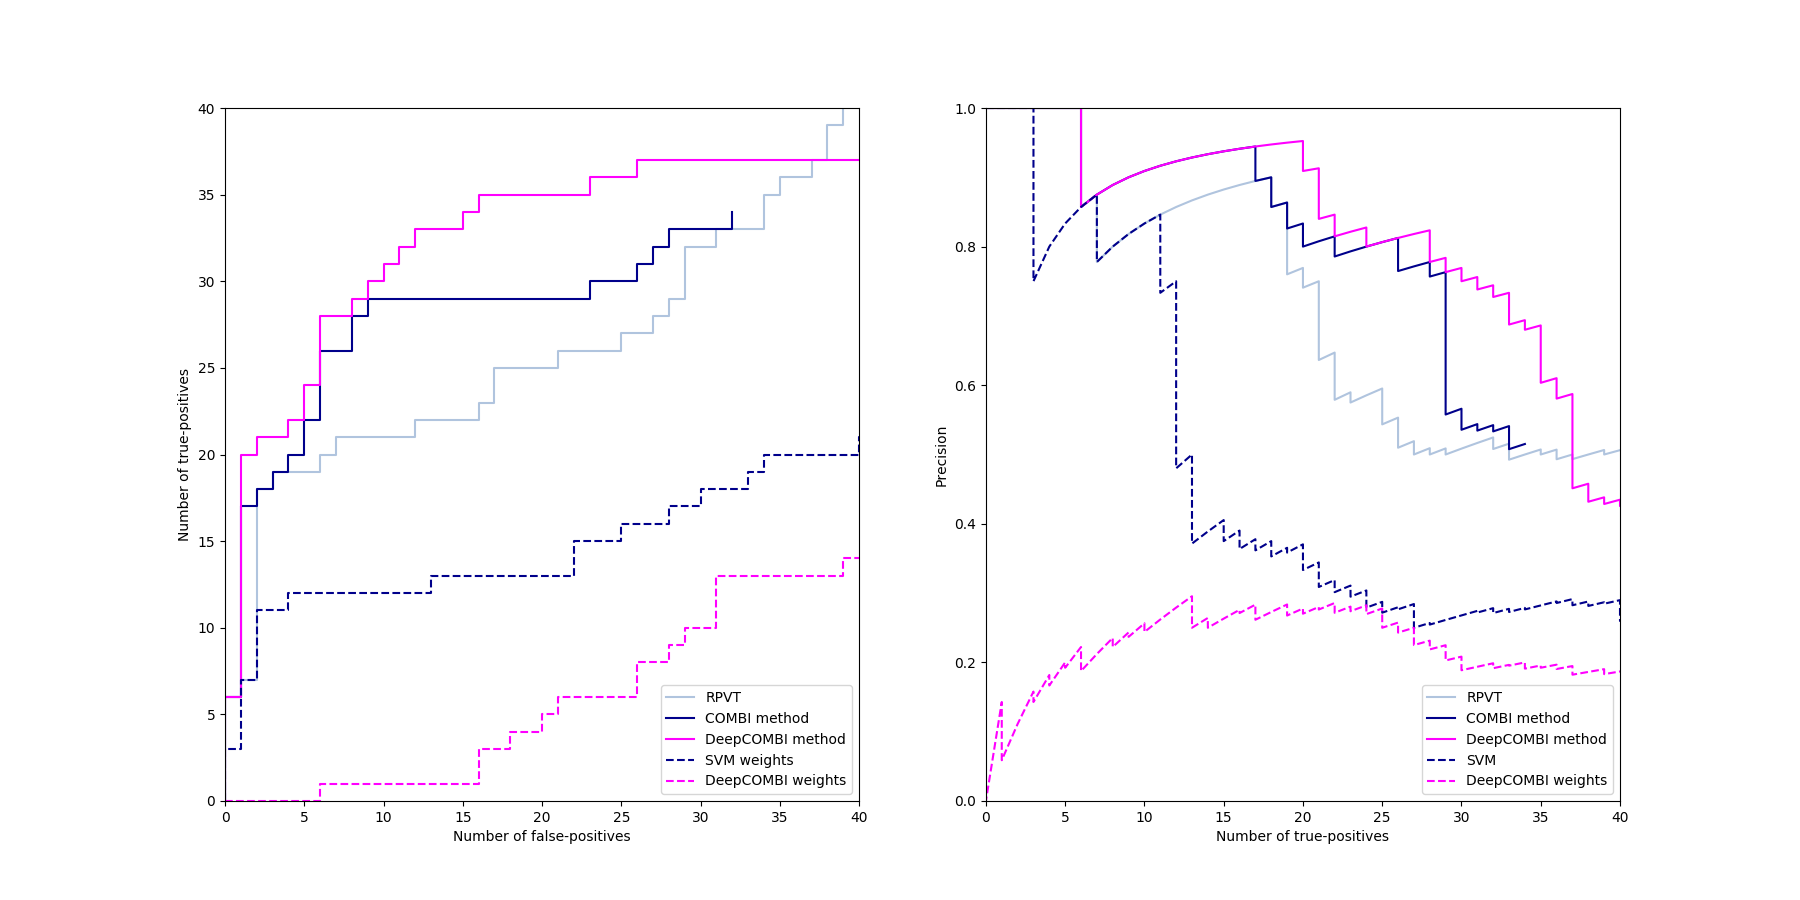 40
35
30
25
20
15
10
5
0
Number of true-positives
0 5 10 15 20 25 30 35 40
Number of false-positives
RPVT
COMBI method
DeepCOMBI method
SVM weights
DeepCOMBI weights
1.0
0.8
0.6
0.4
0.2
0.0
Precision
0 5 10 15 20 25 30 35 40
Number of true-positives
RPVT
COMBI method
DeepCOMBI method
SVM
DeepCOMBI weights